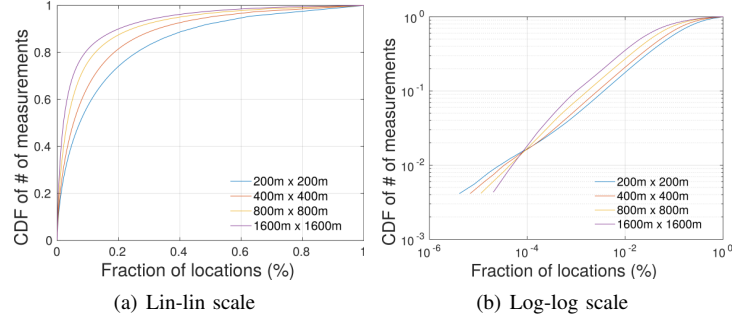 CDF of # of measurements
1
0.8
0.6
0.4
0.2
0
0
0.2
0.4
0.6
0.8
1
200m x 200m
400m x 400m
800m x 800m
1600m x 1600m
Fraction of locations (%)
(a) Lin-lin scale
CDF of # of measurements
10^0
10^-1
10^-2
10^-3
10^-6
10^-4
10^-2
10^0
200m x 200m
400m x 400m
800m x 800m
1600m x 1600m
Fraction of locations (%)
(b) Log-log scale